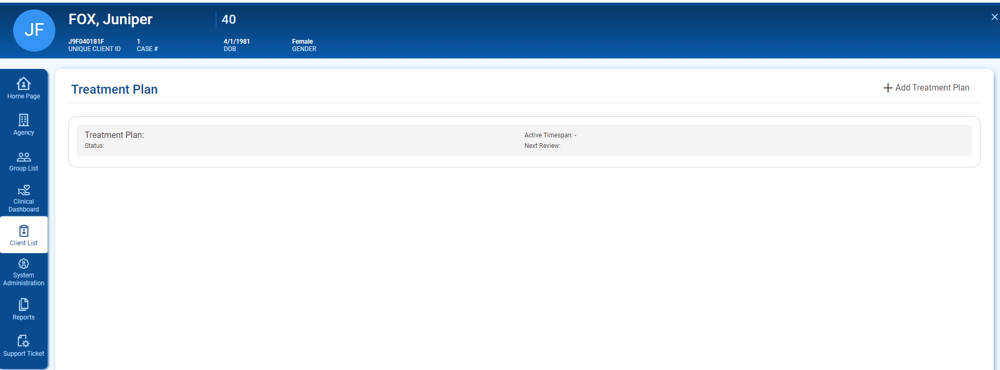 JF
FOX, Juniper
40
J9F040181F
UNIQUE CLIENT ID
1
CASE #
4/1/1981
DOB
Female
GENDER
Home Page
Agency
Group List
Clinical
Dashboard
Client List
System
Administration
Reports
Support Ticket
Treatment Plan
Add Treatment Plan
Treatment Plan:
Status:
Active Timespan: -
Next Review: